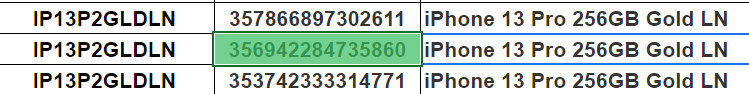 IP13P2GLDLN 357866897302611 iPhone 13 Pro 256GB Gold LN
IP13P2GLDLN 356942284735860 iPhone 13 Pro 256GB Gold LN
IP13P2GLDLN 353742333314771 iPhone 13 Pro 256GB Gold LN